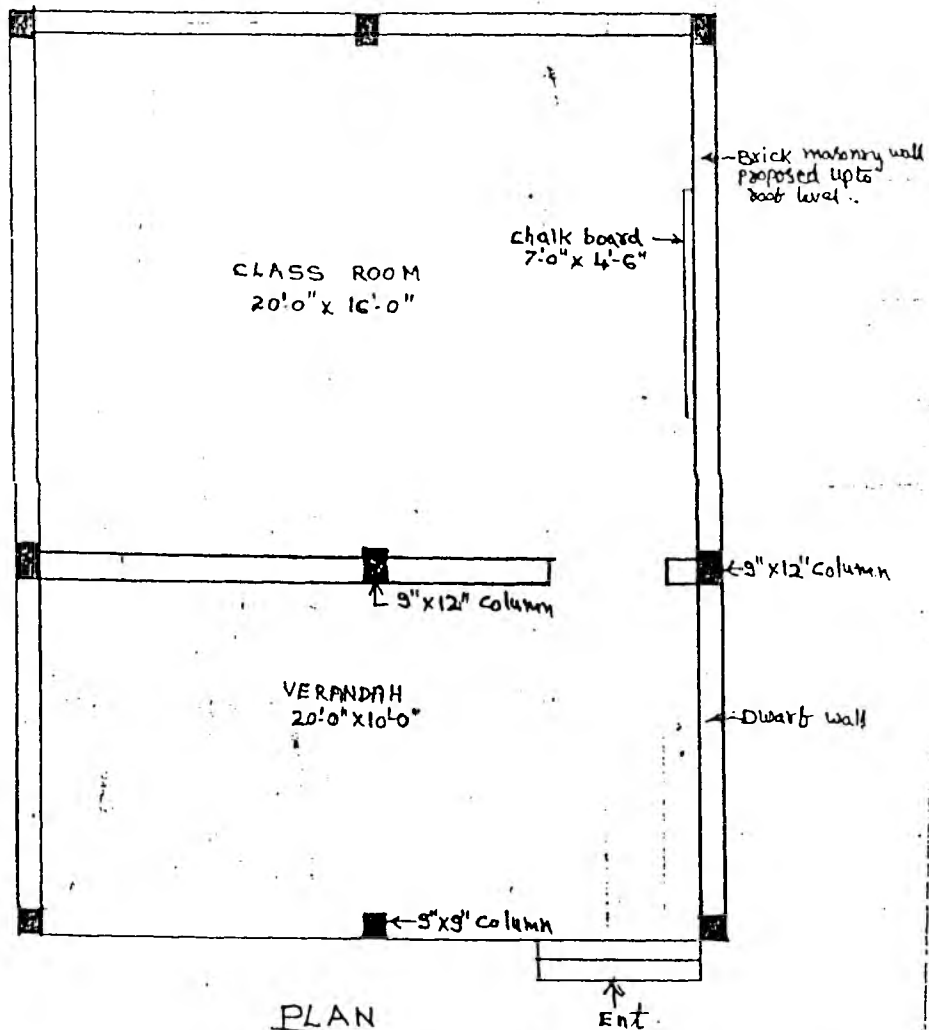 Brick masonry wall
proposed upto
roof level..
chalk board
7'.0" x 4'-6"
CLASS ROOM
20'.0" x 16'.0"
9"x12" column
9"x12" column
VERANDAH
20'.0" x 10'.0"
Dwarf wall
9"x9" column
PLAN
Ent.